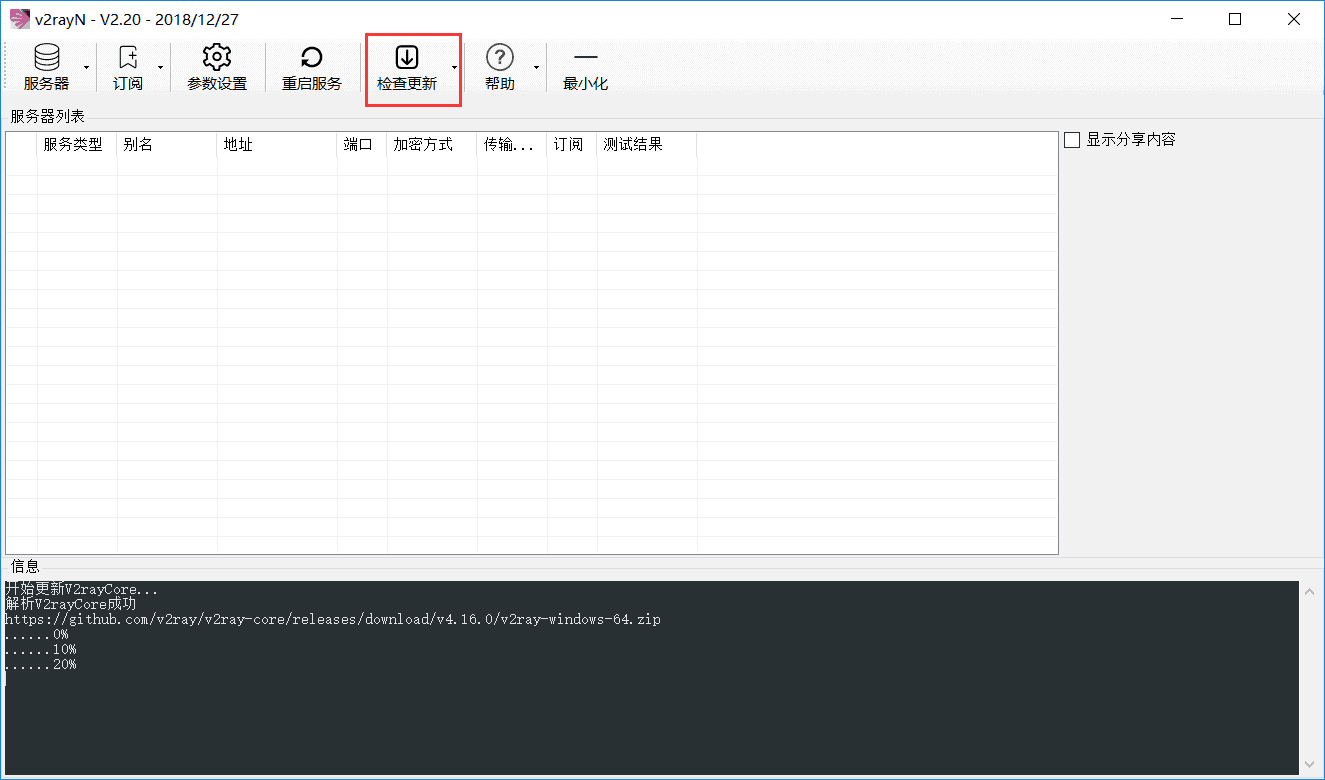 v2rayN - V2.20 - 2018/12/27
服务器 订阅 参数设置 重启服务 检查更新 帮助 最小化
服务器列表
服务类型 别名 地址 端口 加密方式 传输... 订阅 测试结果
显示分享内容
信息
开始更新V2rayCore...
解析V2rayCore成功
https://github.com/v2ray/v2ray-core/releases/download/v4.16.0/v2ray-windows-64.zip
......0%
......10%
......20%